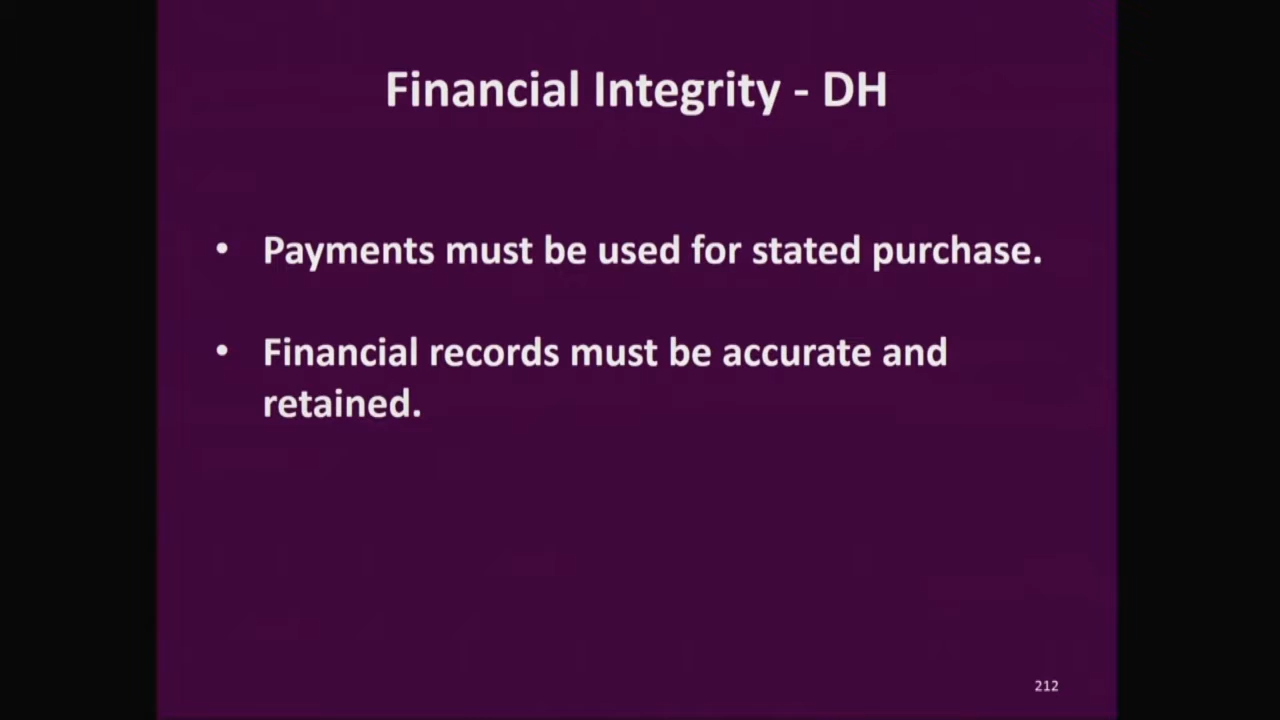 Financial Integrity - DH
• Payments must be used for stated purchase.
• Financial records must be accurate and
retained.
212